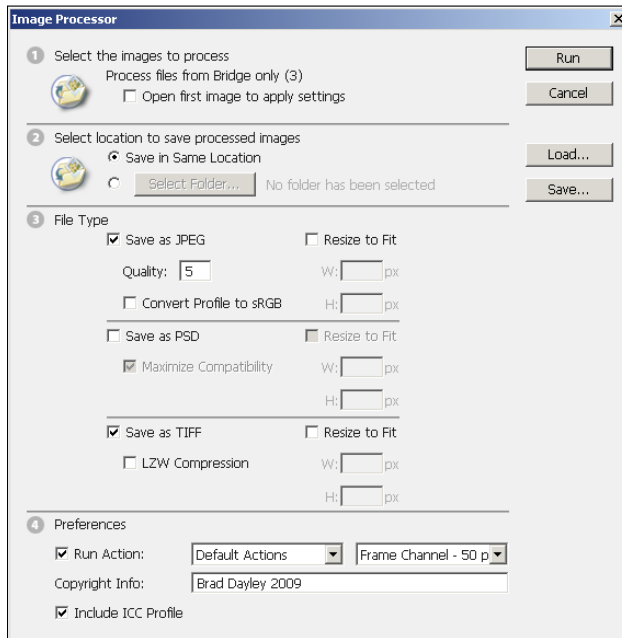 Image Processor
1 Select the images to process
Process files from Bridge only (3)
Open first image to apply settings
Run
Cancel
2 Select location to save processed images
Save in Same Location
Select Folder... No folder has been selected
Load...
Save...
3 File Type
Save as JPEG Resize to Fit
Quality: 5 W: px
Convert Profile to sRGB H: px
Save as PSD Resize to Fit
Maximize Compatibility W: px
H: px
Save as TIFF Resize to Fit
LZW Compression W: px
H: px
4 Preferences
Run Action: Default Actions Frame Channel - 50 p
Copyright Info: Brad Dayley 2009
Include ICC Profile